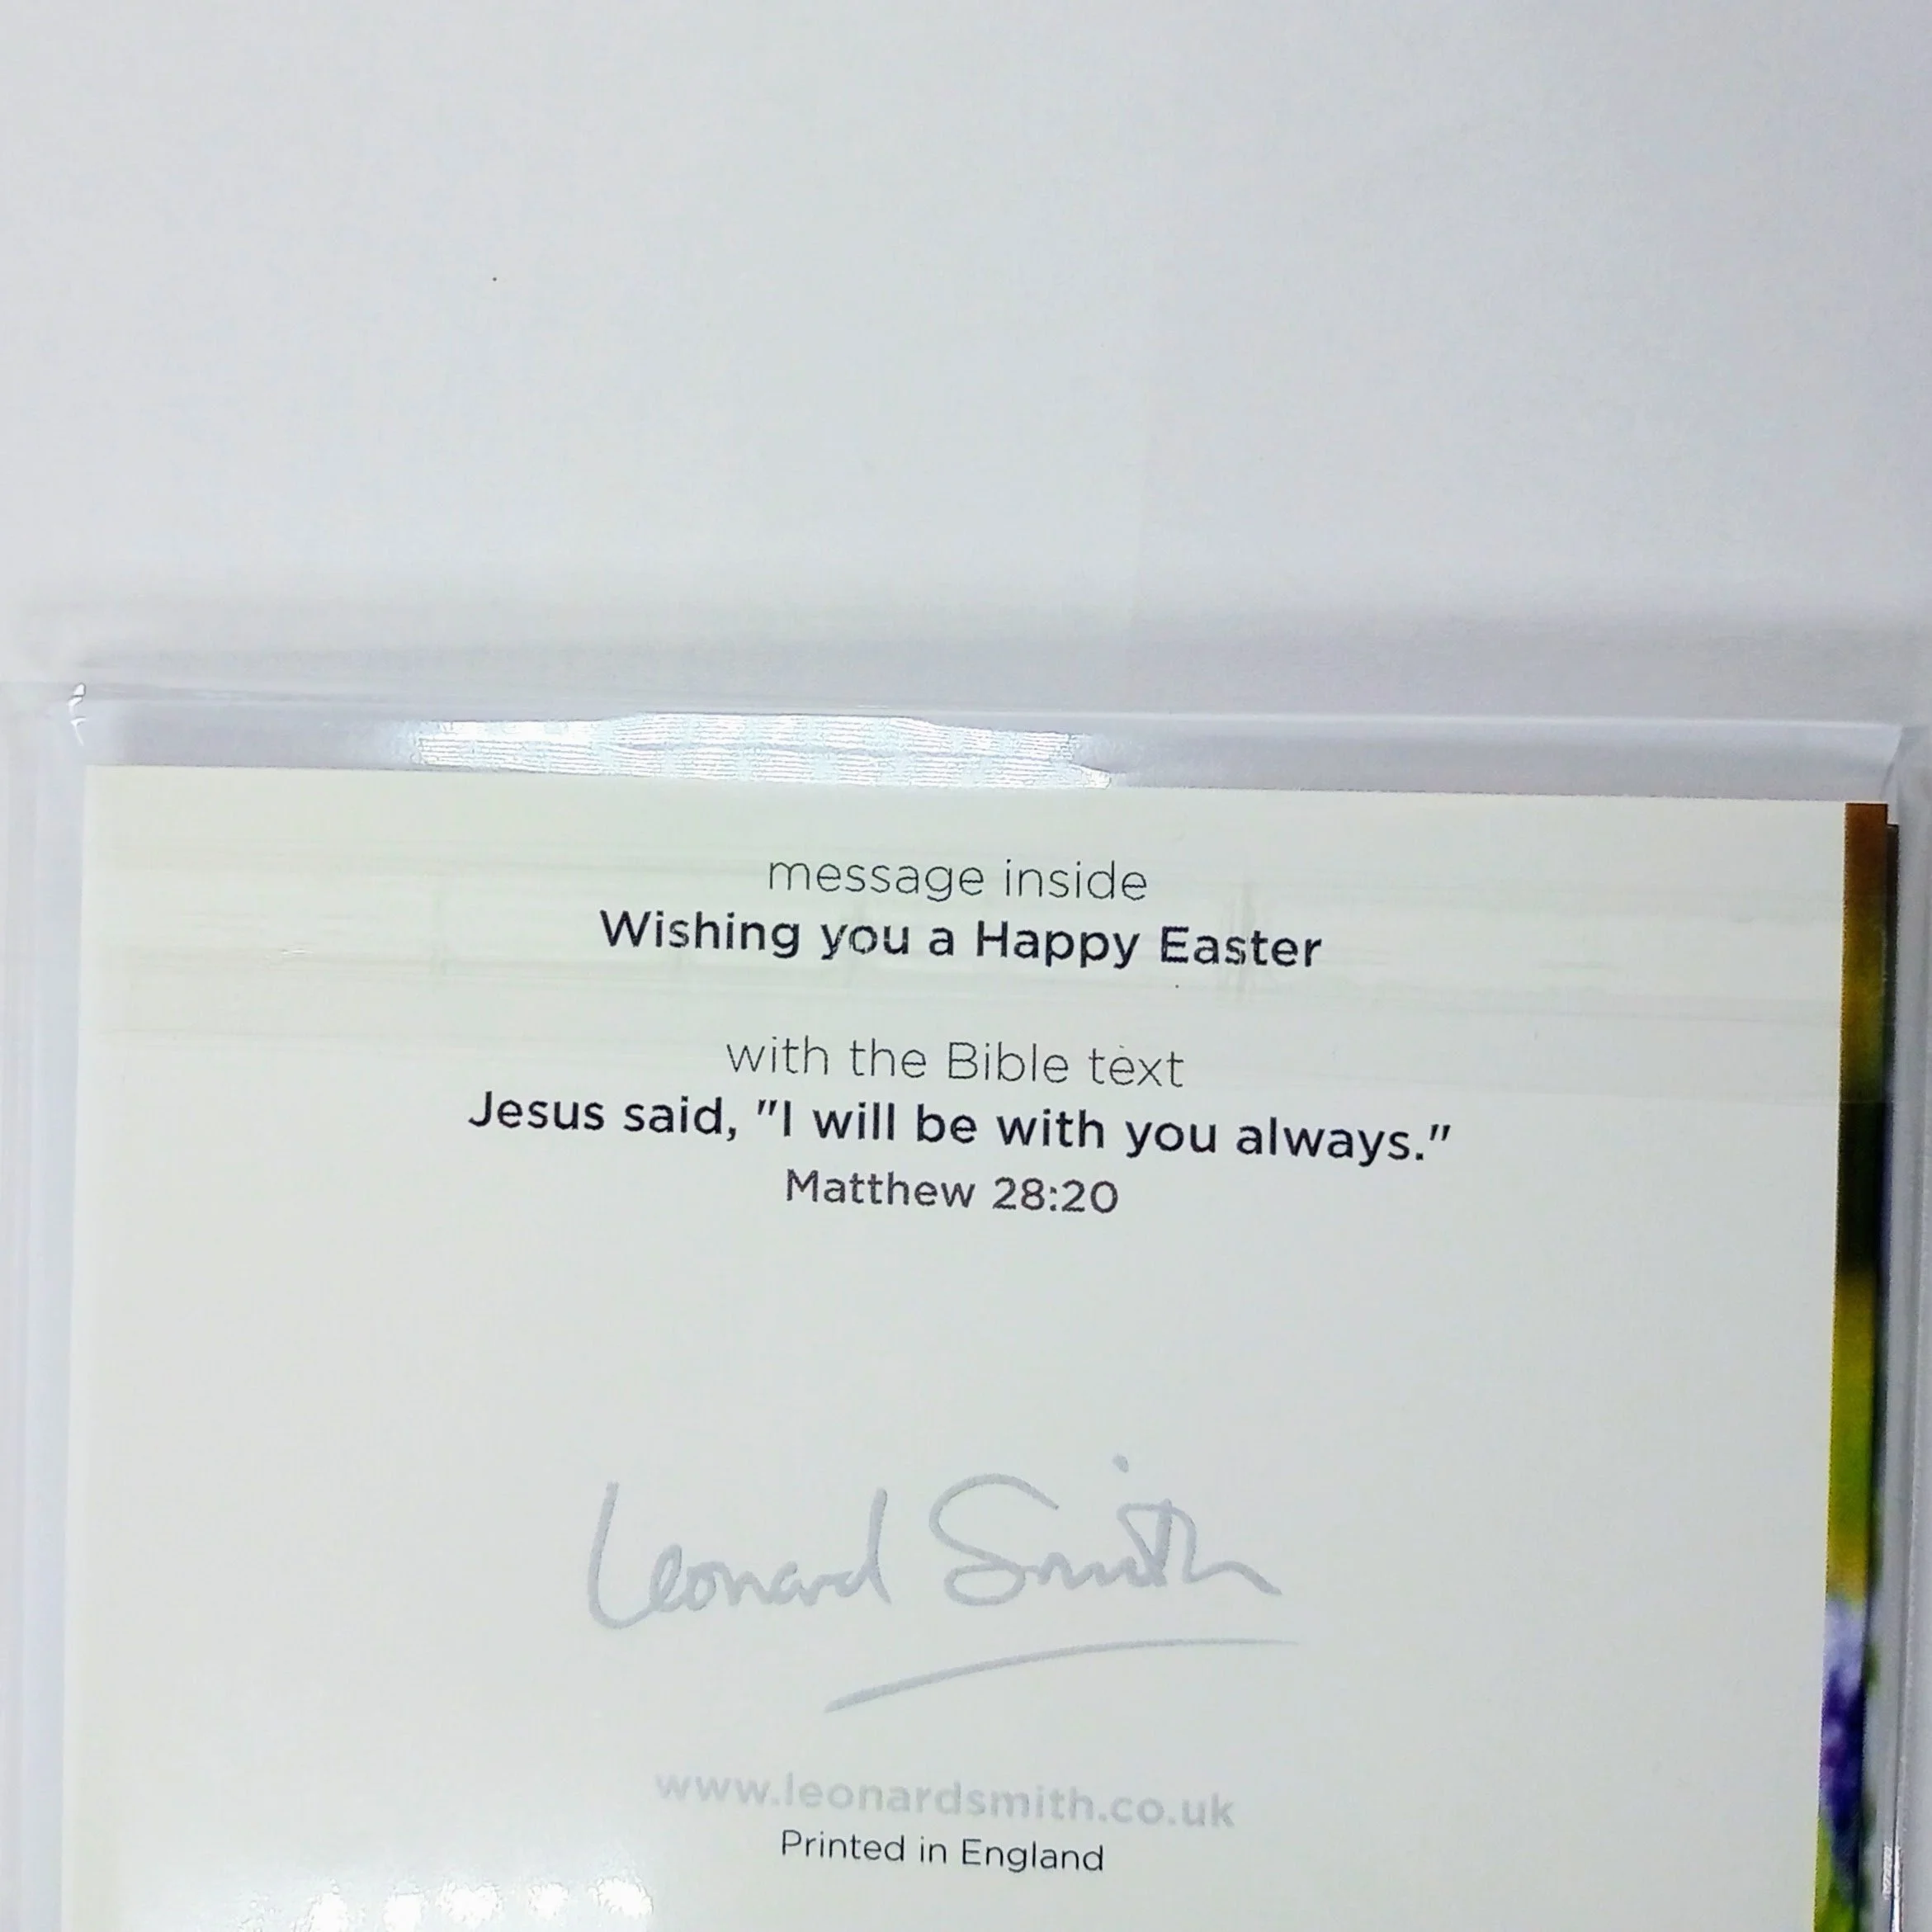 message inside
Wishing you a Happy Easter
with the Bible text
Jesus said, "I will be with you always."
Matthew 28:20
Leonard Smith
www.leonardsmith.co.uk
Printed in England